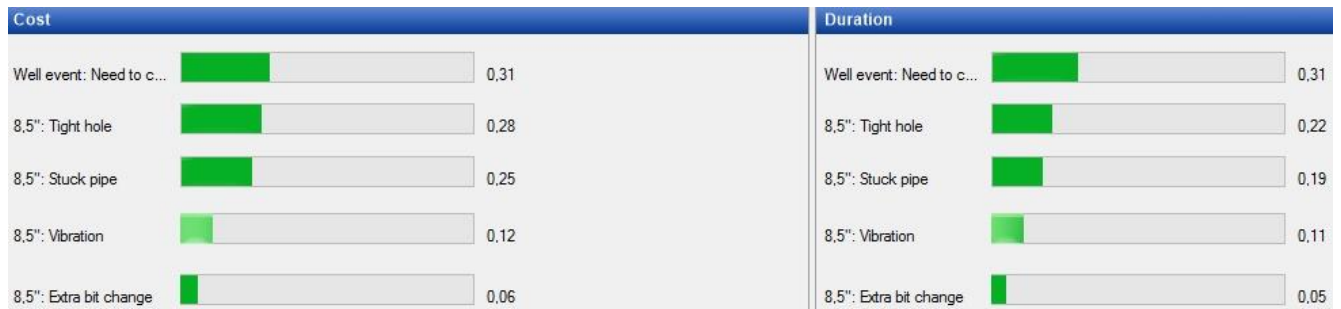 Cost
Well event: Need to c... 0,31
8,5": Tight hole 0,28
8,5": Stuck pipe 0,25
8,5": Vibration 0,12
8,5": Extra bit change 0,06
Duration
Well event: Need to c... 0,31
8,5": Tight hole 0,22
8,5": Stuck pipe 0,19
8,5": Vibration 0,11
8,5": Extra bit change 0,05